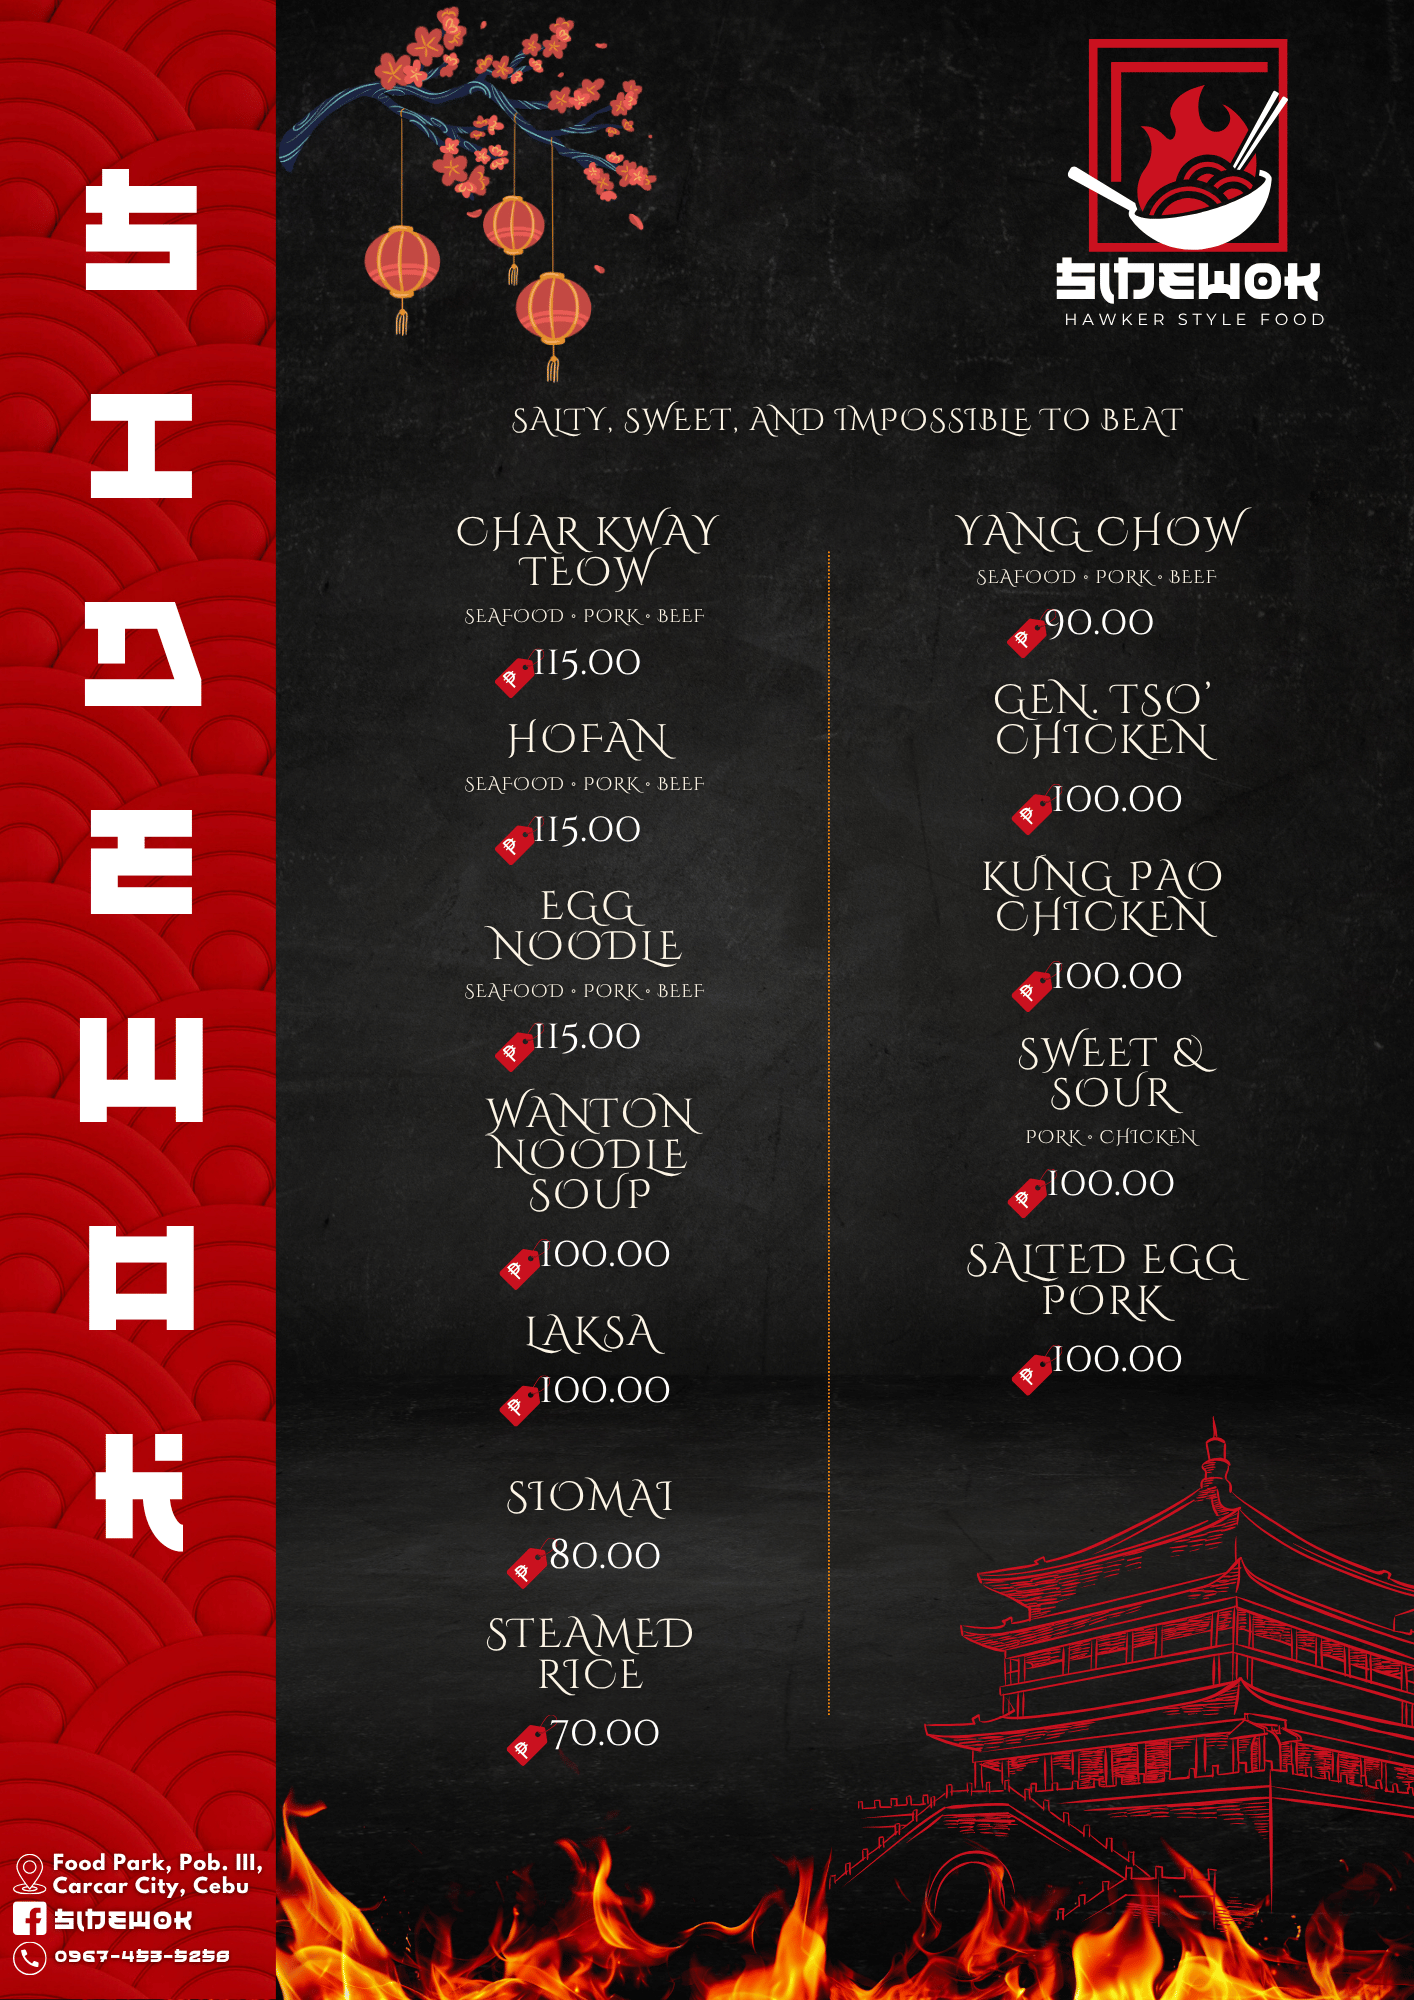 SIDEWOK
SIDEWOK
HAWKER STYLE FOOD
SALTY, SWEET, AND IMPOSSIBLE TO BEAT
CHAR KWAY
TEOW
SEAFOOD • PORK • BEEF
₱ 115.00
HOFAN
SEAFOOD • PORK • BEEF
₱ 115.00
EGG
NOODLE
SEAFOOD • PORK • BEEF
₱ 115.00
WANTON
NOODLE
SOUP
₱ 100.00
LAKSA
₱ 100.00
SIOMAI
₱ 80.00
STEAMED
RICE
₱ 70.00
YANG CHOW
SEAFOOD • PORK • BEEF
₱ 90.00
GEN. TSO’
CHICKEN
₱ 100.00
KUNG PAO
CHICKEN
₱ 100.00
SWEET &
SOUR
PORK • CHICKEN
₱ 100.00
SALTED EGG
PORK
₱ 100.00
Food Park, Pob. III,
Carcar City, Cebu
SIDEWOK
0967-453-5258